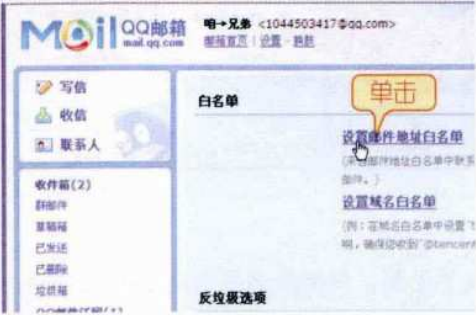 MAil QQ邮箱 咱→兄弟 <1044503417@qq.com>
mail.qq.com 邮箱首页 | 设置 - 换肤
写信
收信
联系人
白名单
单击
设置邮件地址白名单
邮件。）
设置域名白名单
收件箱(2)
群邮件
草稿箱
已发送
已删除
垃圾箱
反垃圾选项